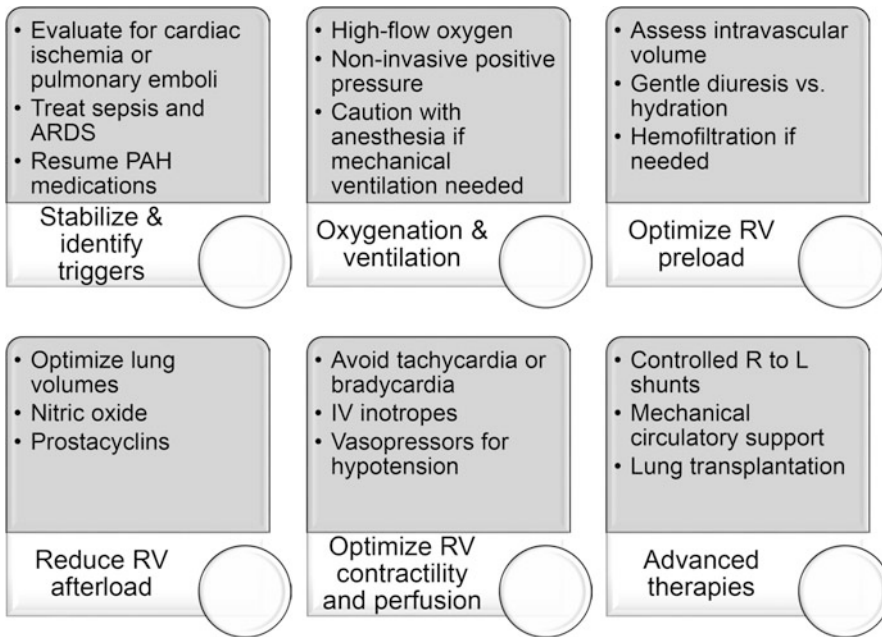 • Evaluate for cardiac
ischemia or
pulmonary emboli
• Treat sepsis and
ARDS
• Resume PAH
medications
Stabilize &
identify
triggers
• High-flow oxygen
• Non-invasive positive
pressure
• Caution with
anesthesia if
mechanical
ventilation needed
Oxygenation &
ventilation
• Assess intravascular
volume
• Gentle diuresis vs.
hydration
• Hemofiltration if
needed
Optimize RV
preload
• Optimize lung
volumes
• Nitric oxide
• Prostacyclins
Reduce RV
afterload
• Avoid tachycardia or
bradycardia
• IV inotropes
• Vasopressors for
hypotension
Optimize RV
contractility
and perfusion
• Controlled R to L
shunts
• Mechanical
circulatory support
• Lung transplantation
Advanced
therapies